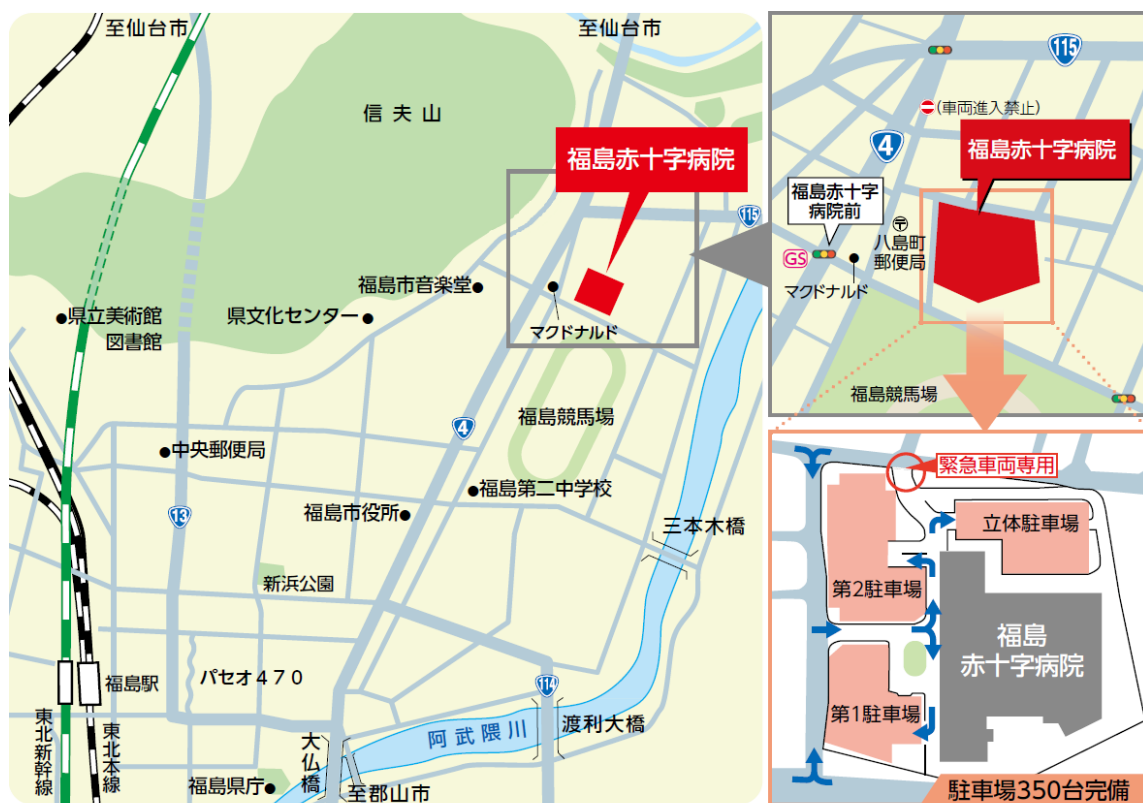 至仙台市
至仙台市
信夫山
福島赤十字病院
115
福島市音楽堂
マクドナルド
県立美術館
図書館
県文化センター
福島競馬場
4
中央郵便局
福島第二中学校
13
福島市役所
三本木橋
新浜公園
パセオ470
福島駅
114
東北新幹線
東北本線
大仏橋
阿武隈川
渡利大橋
福島県庁
至郡山市
115
(車両進入禁止)
4
福島赤十字病院
福島赤十字
病院前
〒
八島町
郵便局
GS
マクドナルド
福島競馬場
緊急車両専用
立体駐車場
第2駐車場
福島
赤十字病院
第1駐車場
駐車場350台完備